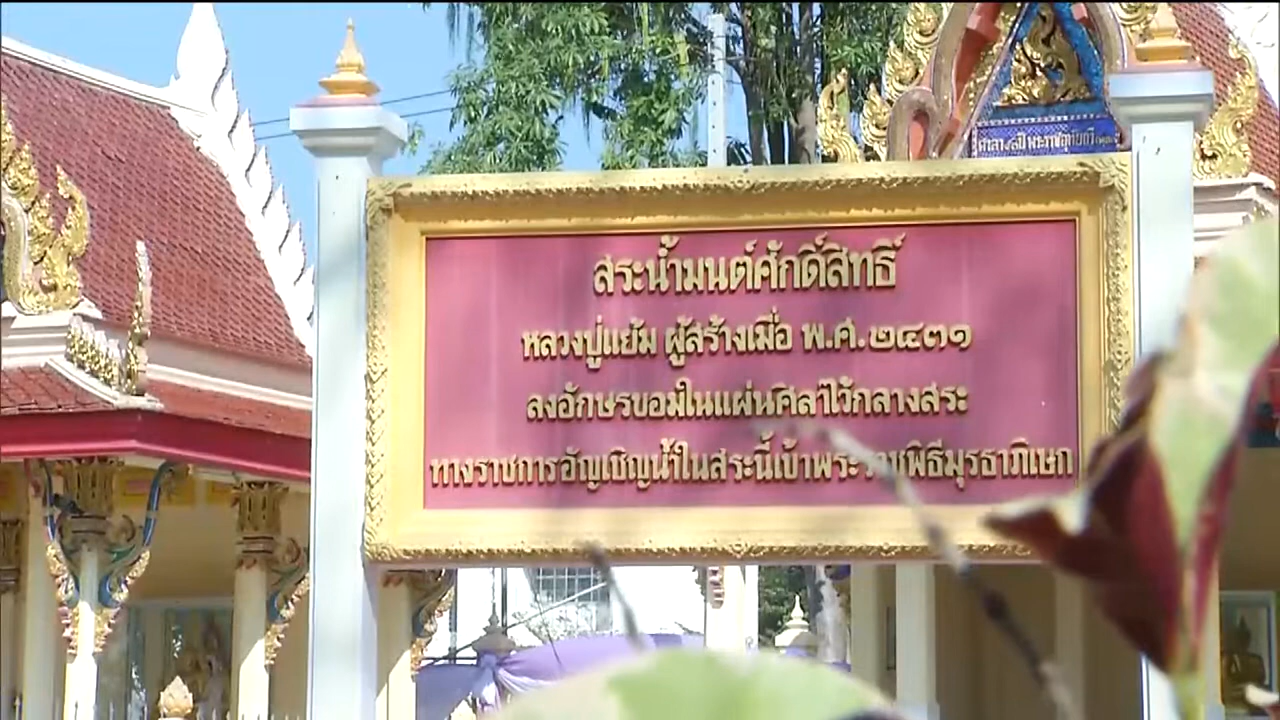 สระน้ำมนต์ศักดิ์สิทธิ์
หลวงปู่แย้ม ผู้สร้างเมื่อ พ.ศ.๒๔๓๑
ลงอักษรขอมในแผ่นศิลาไว้กลางสระ
ทางราชการอัญเชิญน้ำในสระนี้เข้าพระราชพิธีมุรธาภิเษก